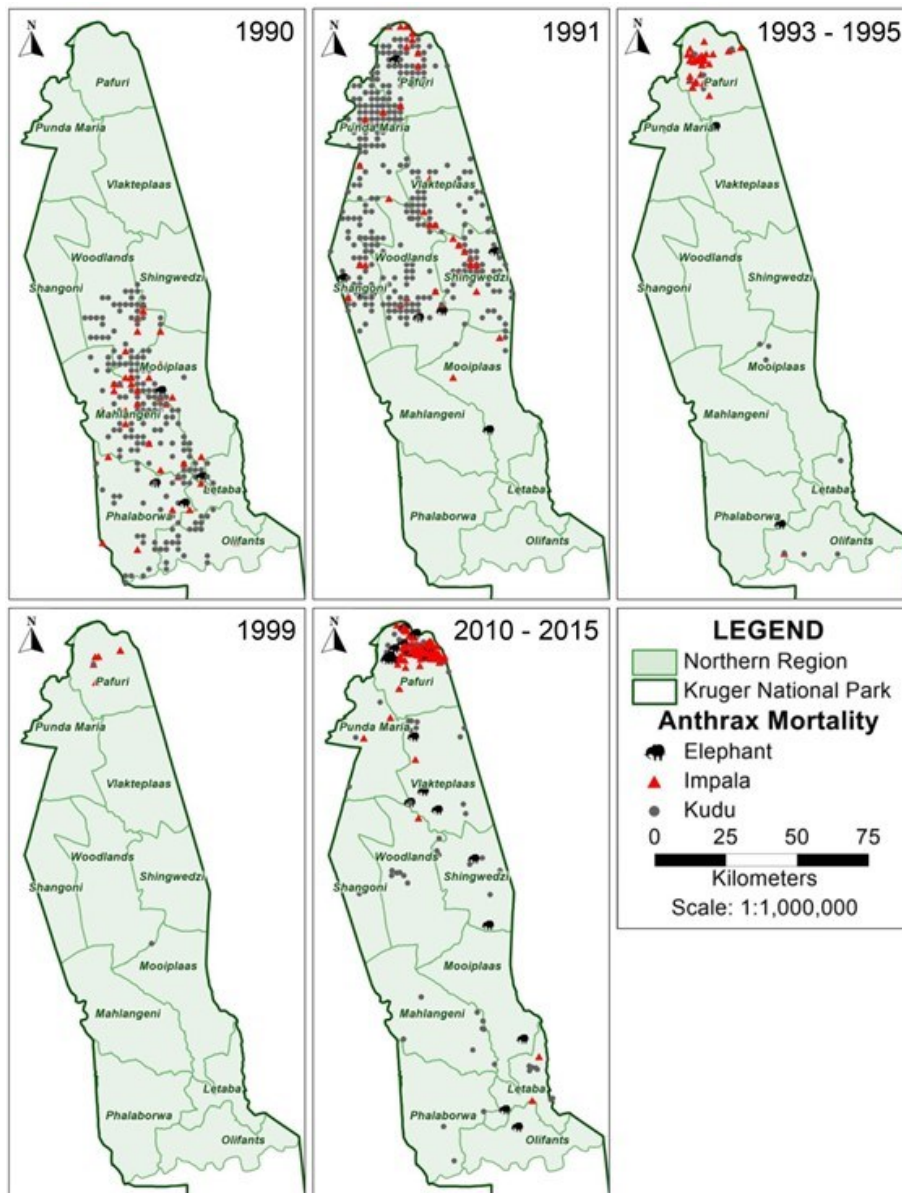 N
1990
Pafuri
Punda Maria
Vlakteplaas
Woodlands
Shingwedzi
Shangoni
Mooiplaas
Mahlangeni
Letaba
Phalaborwa
Olifants
N
1991
Pafuri
Punda Maria
Vlakteplaas
Woodlands
Shingwedzi
Shangoni
Mooiplaas
Mahlangeni
Letaba
Phalaborwa
Olifants
N
1993 - 1995
Pafuri
Punda Maria
Vlakteplaas
Woodlands
Shingwedzi
Shangoni
Mooiplaas
Mahlangeni
Letaba
Phalaborwa
Olifants
N
1999
Pafuri
Punda Maria
Vlakteplaas
Woodlands
Shingwedzi
Shangoni
Mooiplaas
Mahlangeni
Letaba
Phalaborwa
Olifants
N
2010 - 2015
Pafuri
Punda Maria
Vlakteplaas
Woodlands
Shingwedzi
Shangoni
Mooiplaas
Mahlangeni
Letaba
Phalaborwa
Olifants
LEGEND
Northern Region
Kruger National Park
Anthrax Mortality
Elephant
Impala
Kudu
0 25 50 75
Kilometers
Scale: 1:1,000,000